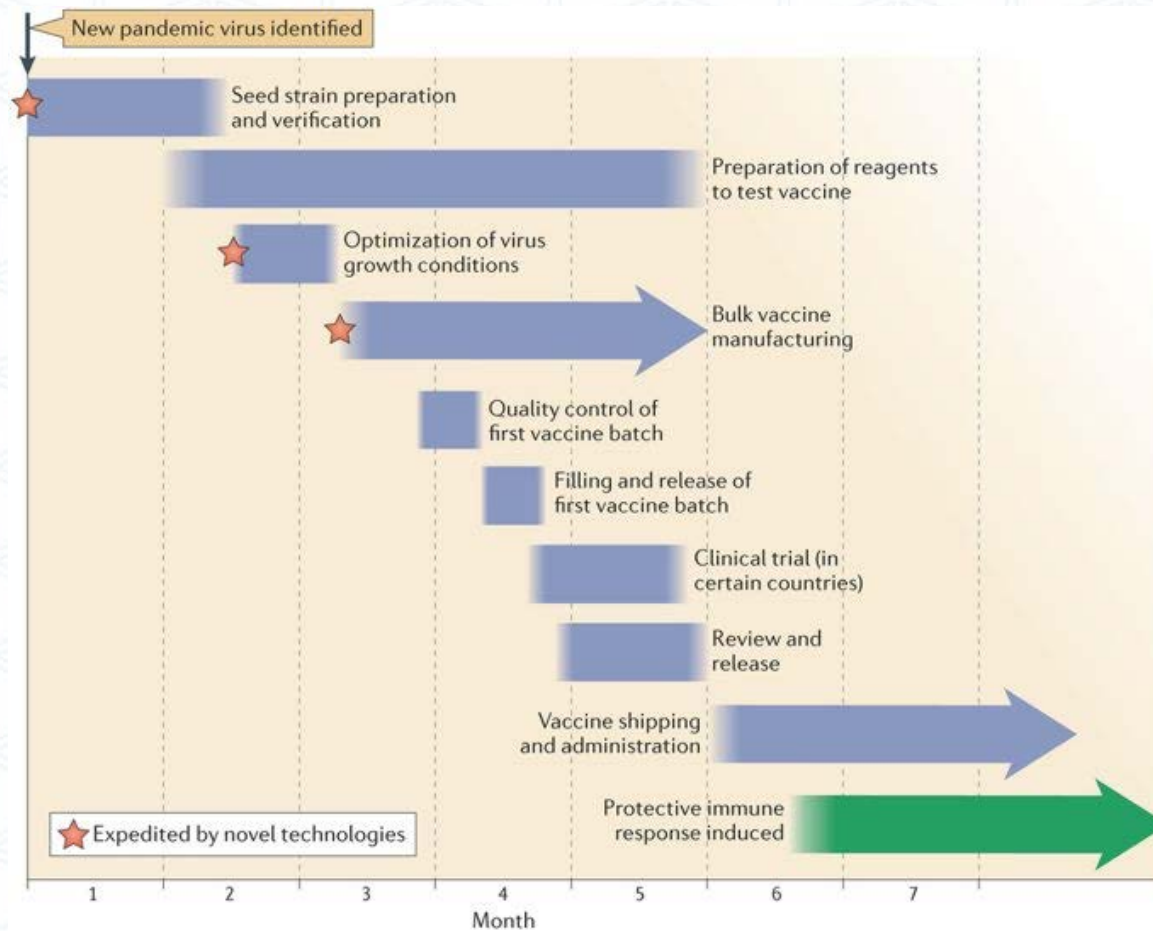 New pandemic virus identified
Seed strain preparation
and verification
Preparation of reagents
to test vaccine
Optimization of virus
growth conditions
Bulk vaccine
manufacturing
Quality control of
first vaccine batch
Filling and release of
first vaccine batch
Clinical trial (in
certain countries)
Review and
release
Vaccine shipping
and administration
Protective immune
response induced
Expedited by novel technologies
1 2 3 4 5 6 7
Month